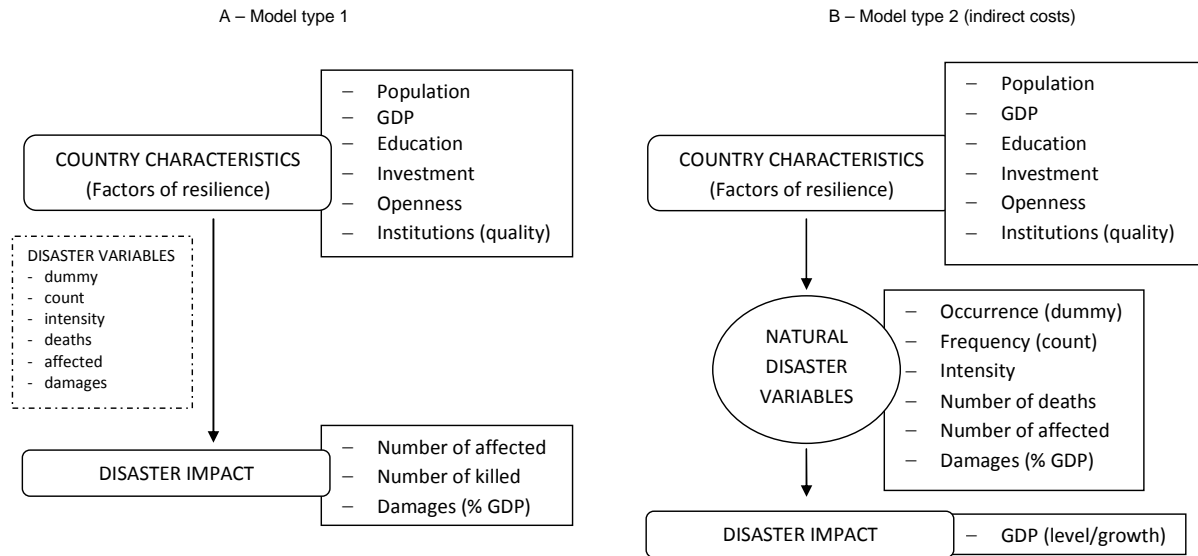 A – Model type 1
– Population
– GDP
– Education
– Investment
– Openness
– Institutions (quality)
COUNTRY CHARACTERISTICS
(Factors of resilience)
DISASTER VARIABLES
- dummy
- count
- intensity
- deaths
- affected
- damages
DISASTER IMPACT
– Number of affected
– Number of killed
– Damages (% GDP)
B – Model type 2 (indirect costs)
– Population
– GDP
– Education
– Investment
– Openness
– Institutions (quality)
COUNTRY CHARACTERISTICS
(Factors of resilience)
NATURAL
DISASTER
VARIABLES
– Occurrence (dummy)
– Frequency (count)
– Intensity
– Number of deaths
– Number of affected
– Damages (% GDP)
DISASTER IMPACT
– GDP (level/growth)